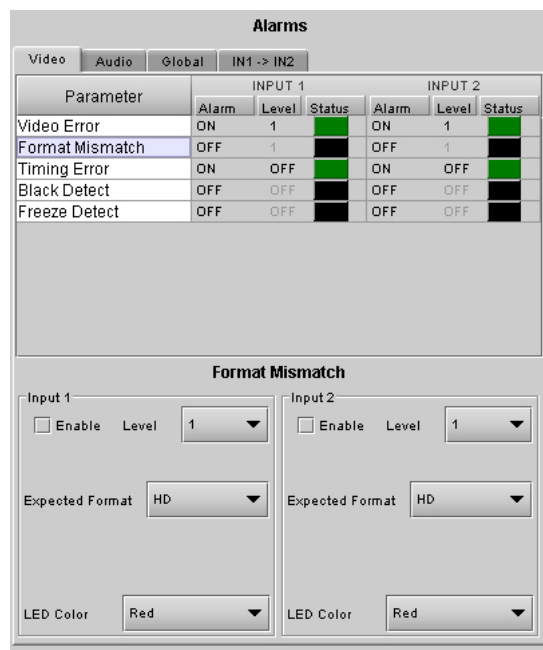 Alarms
Video Audio Global IN1 -> IN2
Parameter INPUT 1 INPUT 2
Alarm Level Status Alarm Level Status
Video Error ON 1 ON 1
Format Mismatch OFF 1 OFF 1
Timing Error ON OFF ON OFF
Black Detect OFF OFF OFF OFF
Freeze Detect OFF OFF OFF OFF
Format Mismatch
Input 1 Input 2
Enable Level 1 Enable Level 1
Expected Format HD Expected Format HD
LED Color Red LED Color Red